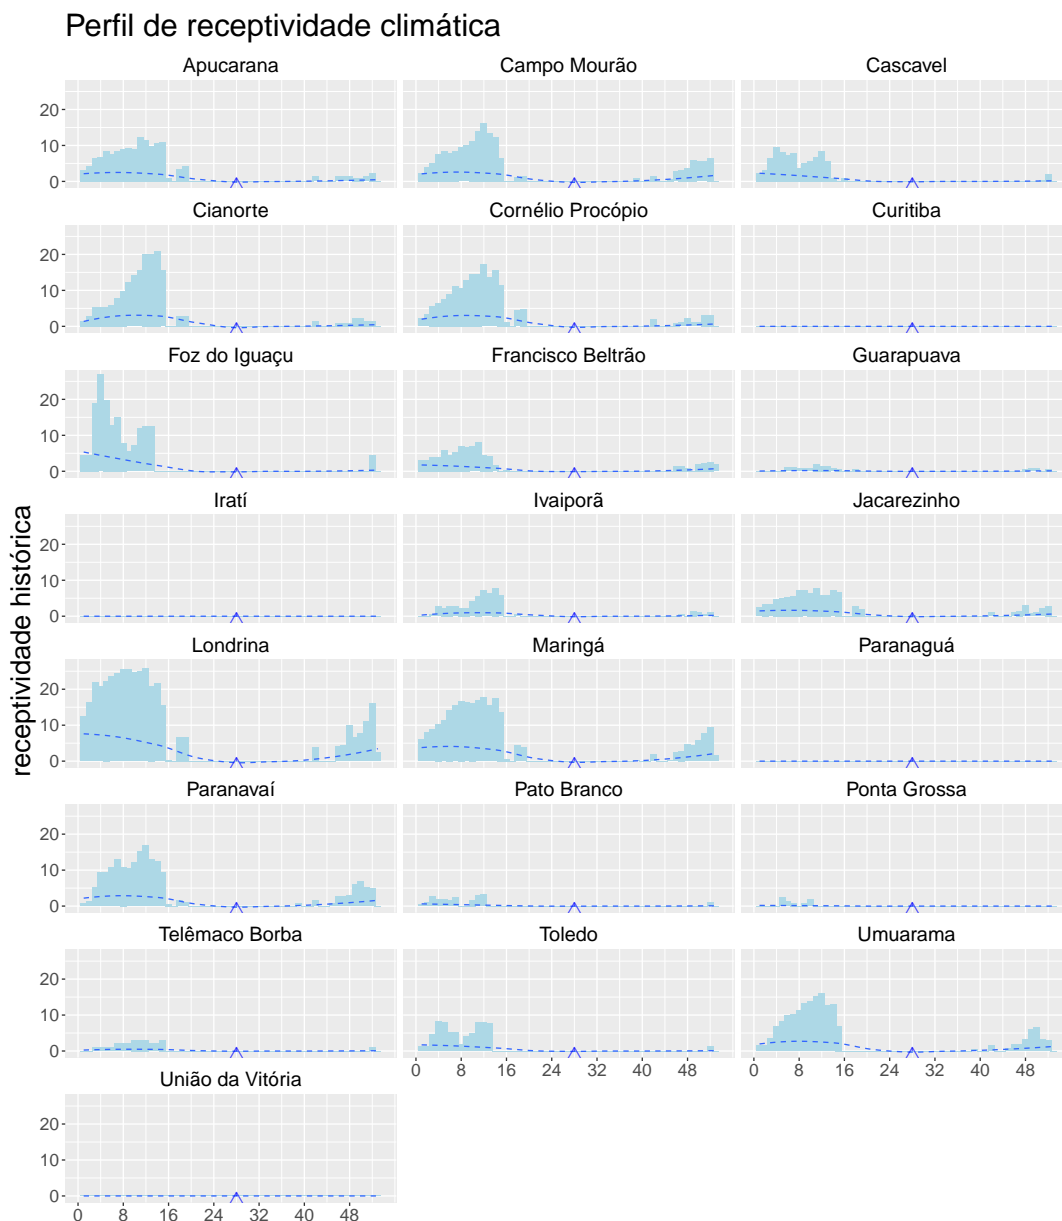 Perfil de receptividade climática
Apucarana Campo Mourão Cascavel
20
10
0
Cianorte Cornélio Procópio Curitiba
20
10
0
Foz do Iguaçu Francisco Beltrão Guarapuava
20
10
0
Iratí Ivaiporã Jacarezinho
20
10
0
receptividade histórica
Londrina Maringá Paranaguá
20
10
0
Paranavaí Pato Branco Ponta Grossa
20
10
0
Telêmaco Borba Toledo Umuarama
20
10
0
0 8 16 24 32 40 48 0 8 16 24 32 40 48
União da Vitória
20
10
0
0 8 16 24 32 40 48